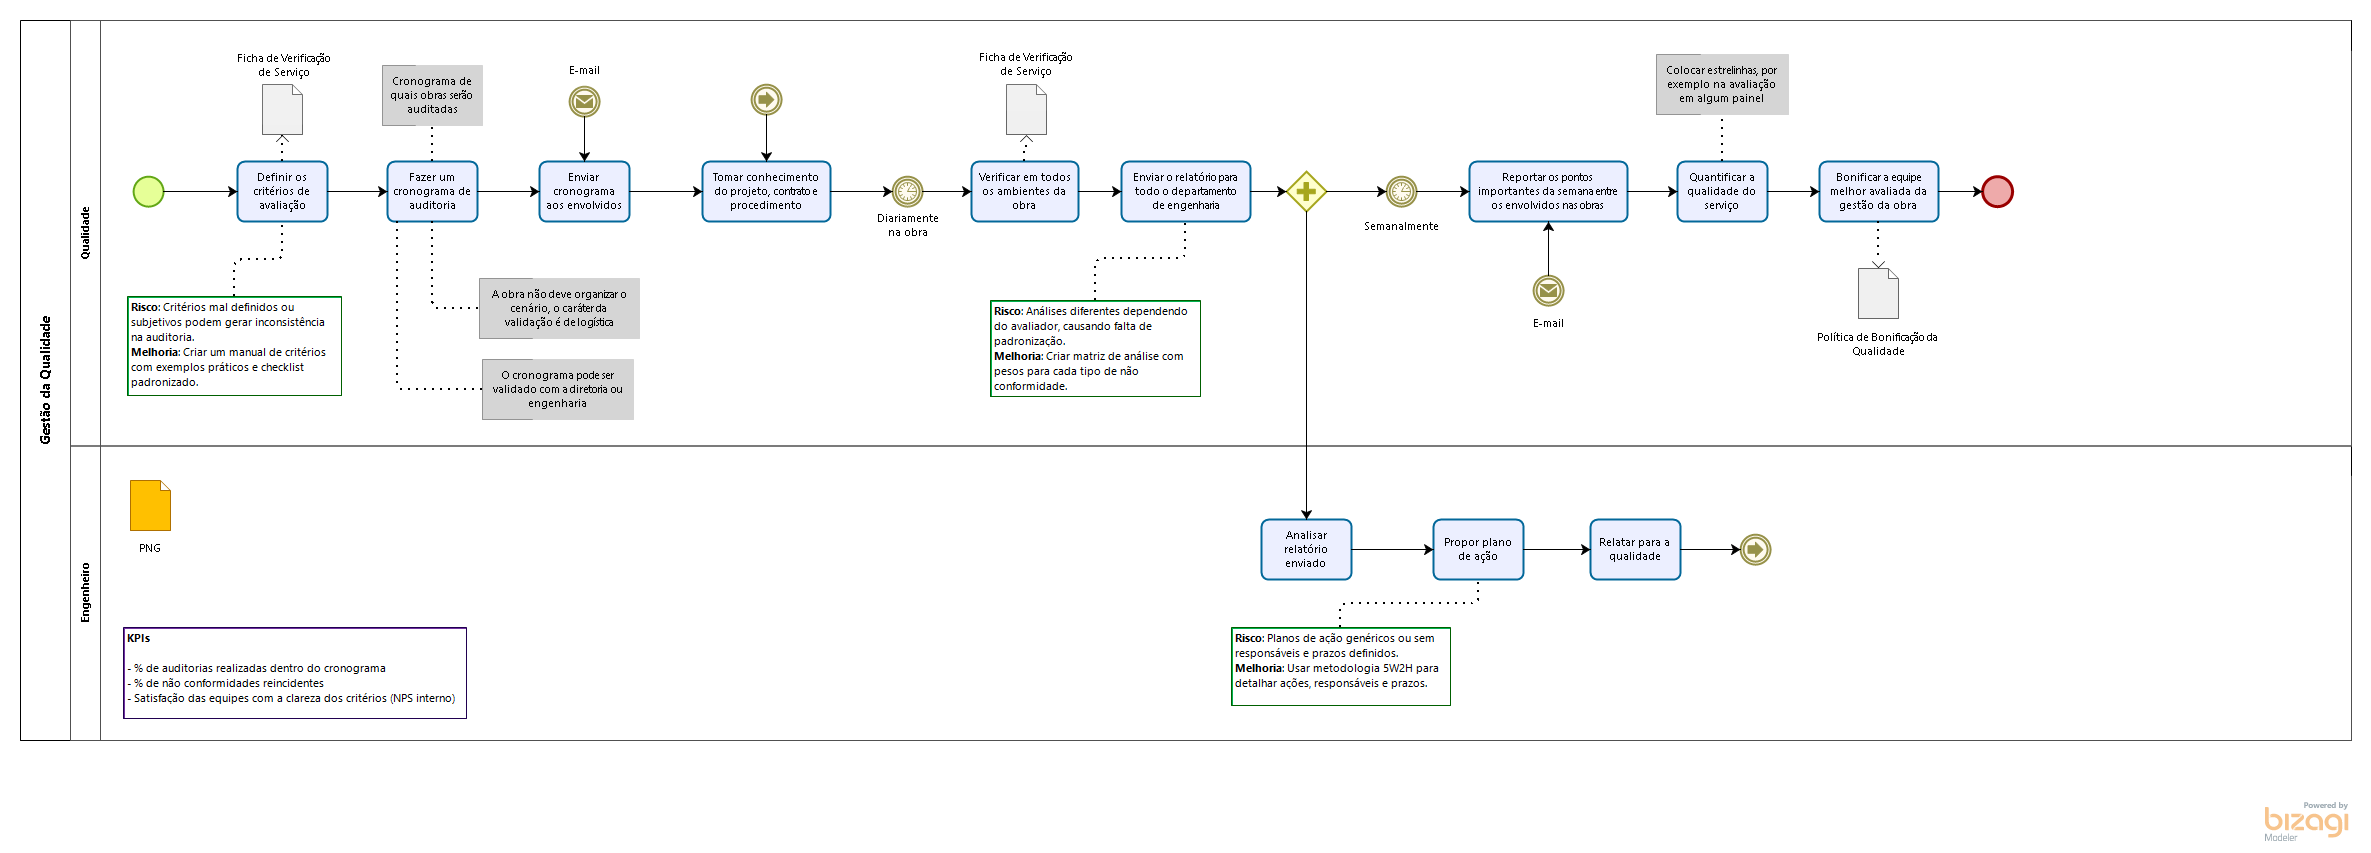 Gestão da Qualidade
Qualidade
Ficha de Verificação
de Serviço
Cronograma de
quais obras serão
auditadas
E-mail
Ficha de Verificação
de Serviço
Colocar estrelinhas, por
exemplo na avaliação
em algum painel
Definir os
critérios de
avaliação
Fazer um
cronograma de
auditoria
Enviar
cronograma
aos envolvidos
Tomar conhecimento
do projeto, contrato e
procedimento
Diariamente
na obra
Verificar em todos
os ambientes da
obra
Enviar o relatório para
todo o departamento
de engenharia
Semanalmente
Reportar os pontos
importantes da semana entre
os envolvidos nas obras
Quantificar a
qualidade do
serviço
Bonificar a equipe
melhor avaliada da
gestão da obra
Risco: Critérios mal definidos ou
subjetivos podem gerar inconsistência
na auditoria.
Melhoria: Criar um manual de critérios
com exemplos práticos e checklist
padronizado.
A obra não deve organizar o
cenário, o caráter da
validação é de logística
O cronograma pode ser
validado com a diretoria ou
engenharia
Risco: Análises diferentes dependendo
do avaliador, causando falta de
padronização.
Melhoria: Criar matriz de análise com
pesos para cada tipo de não
conformidade.
E-mail
Política de Bonificação da
Qualidade
Engenheiro
PNG
Analisar
relatório
enviado
Propor plano
de ação
Relatar para a
qualidade
KPIs
- % de auditorias realizadas dentro do cronograma
- % de não conformidades reincidentes
- Satisfação das equipes com a clareza dos critérios (NPS interno)
Risco: Planos de ação genéricos ou sem
responsáveis e prazos definidos.
Melhoria: Usar metodologia 5W2H para
detalhar ações, responsáveis e prazos.
Powered by
bizagi
Modeler